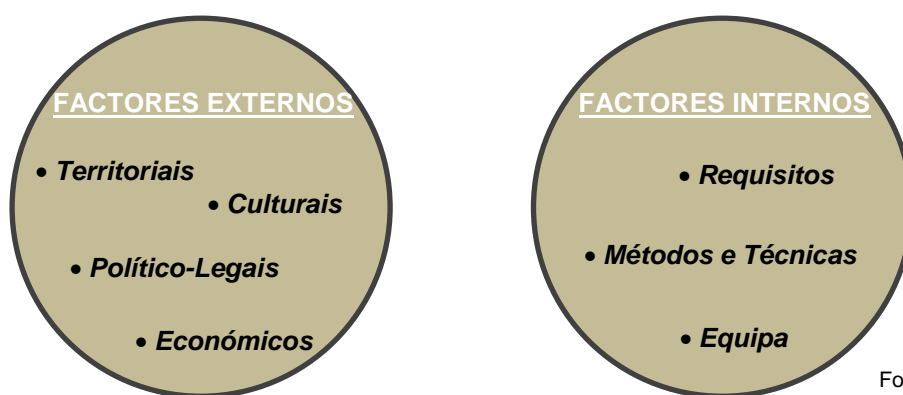 FACTORES EXTERNOS
• Territoriais
• Culturais
• Político-Legais
• Económicos
FACTORES INTERNOS
• Requisitos
• Métodos e Técnicas
• Equipa
Fo